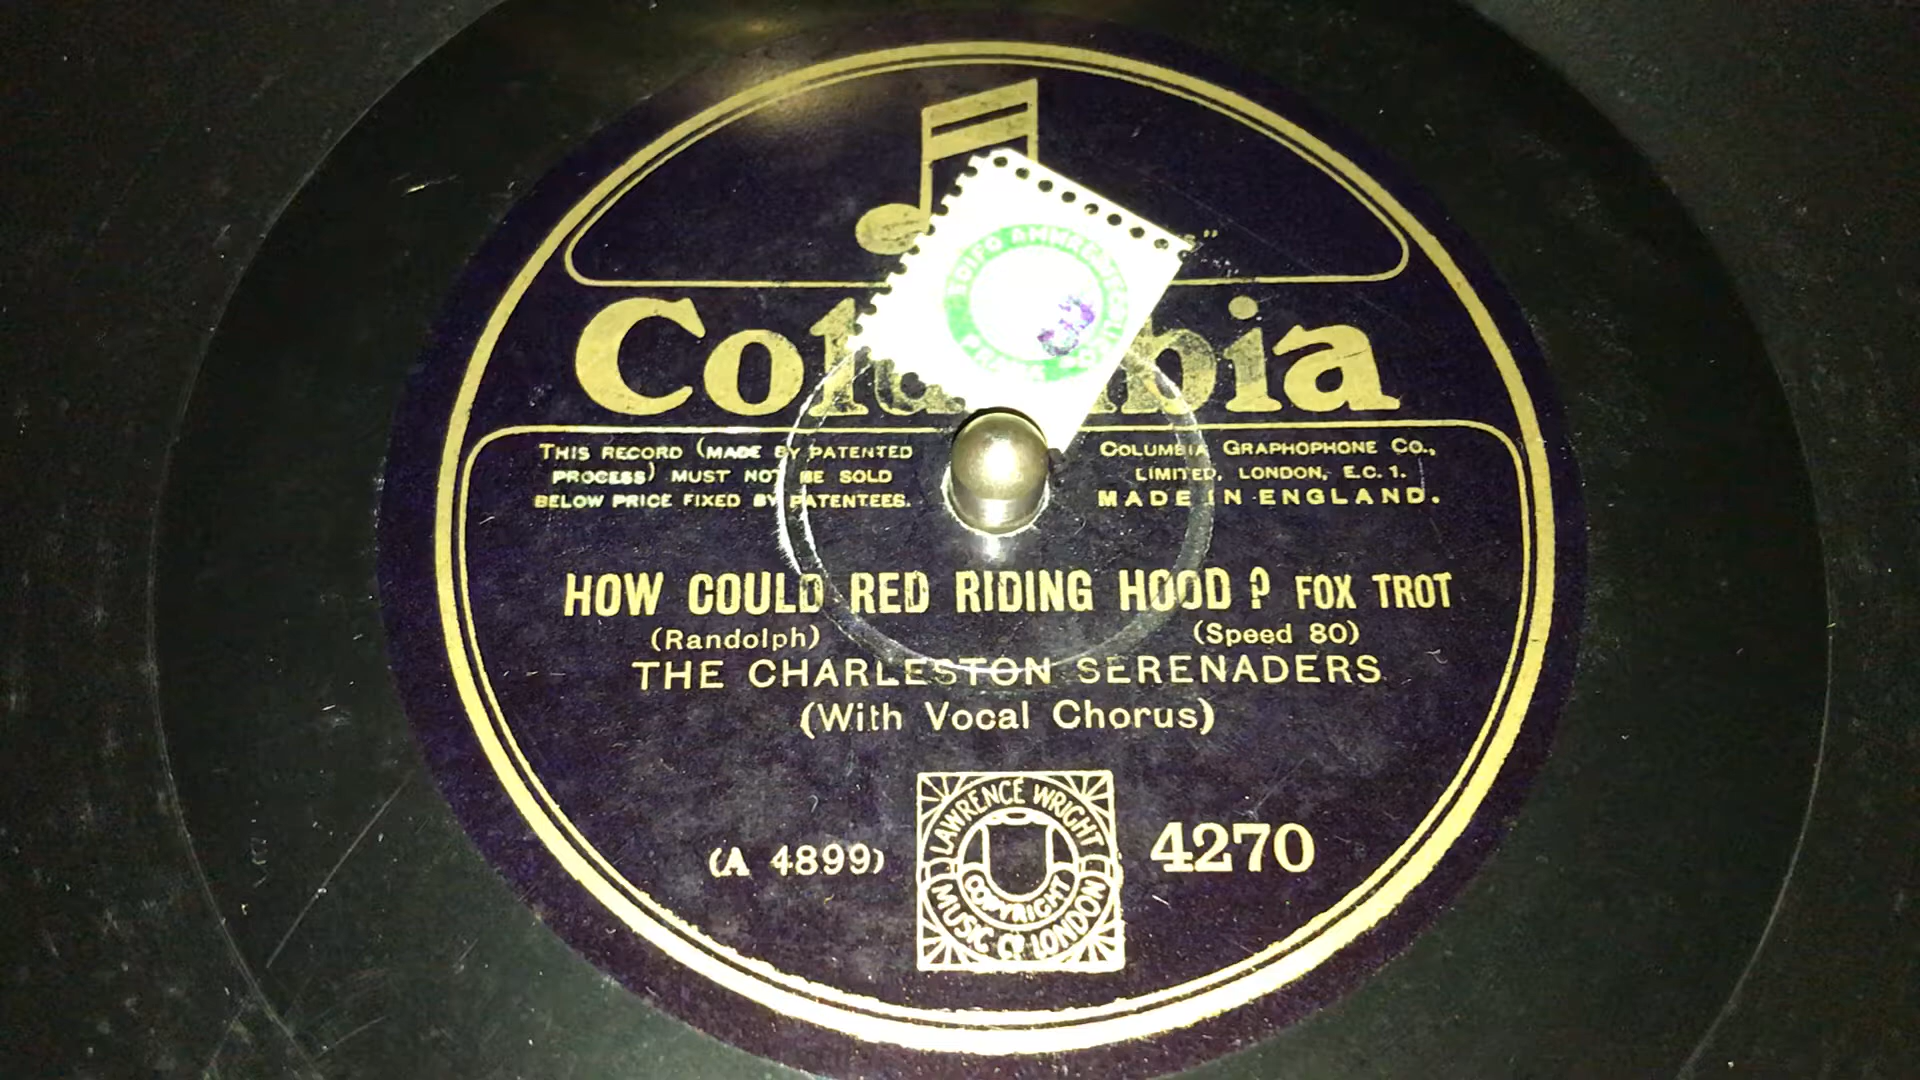 Columbia
THIS RECORD (MADE BY PATENTED
PROCESS) MUST NOT BE SOLD
BELOW PRICE FIXED BY PATENTEES.
COLUMBIA GRAPHOPHONE CO.,
LIMITED, LONDON, E.C. 1.
MADE IN ENGLAND.
HOW COULD RED RIDING HOOD ? FOX TROT
(Randolph) (Speed 80)
THE CHARLESTON SERENADERS
(With Vocal Chorus)
(A 4899)
LAWRENCE WRIGHT
COPYRIGHT
MUSIC Co LONDON
4270